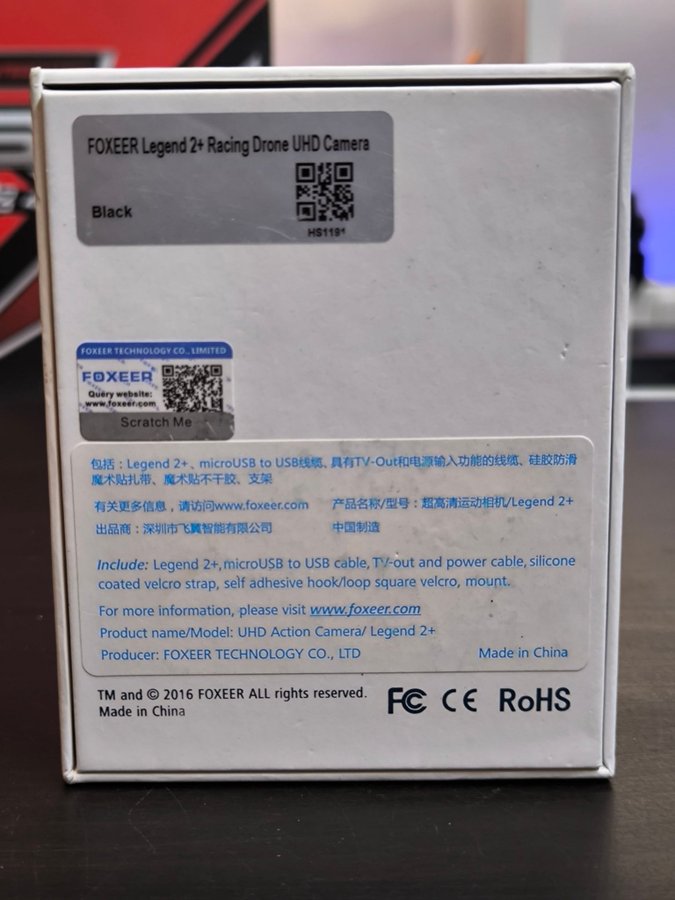 FOXEER Legend 2+ Racing Drone UHD Camera
Black
HS1191
FOXEER TECHNOLOGY CO., LIMITED
FOXEER
Query website:
www.foxeer.com
Scratch Me
包括：Legend 2+、microUSB to USB线缆、具有TV-Out和电源输入功能的线缆、硅胶防滑
魔术贴扎带、魔术贴不干胶、支架
有关更多信息，请访问www.foxeer.com 产品名称/型号：超高清运动相机/Legend 2+
出品商：深圳市飞翼智能有限公司 中国制造
Include: Legend 2+,microUSB to USB cable, TV-out and power cable, silicone
coated velcro strap, self adhesive hook/loop square velcro, mount.
For more information, please visit www.foxeer.com
Product name/Model: UHD Action Camera/ Legend 2+
Producer: FOXEER TECHNOLOGY CO., LTD Made in China
TM and © 2016 FOXEER ALL rights reserved.
Made in China
FC CE RoHS